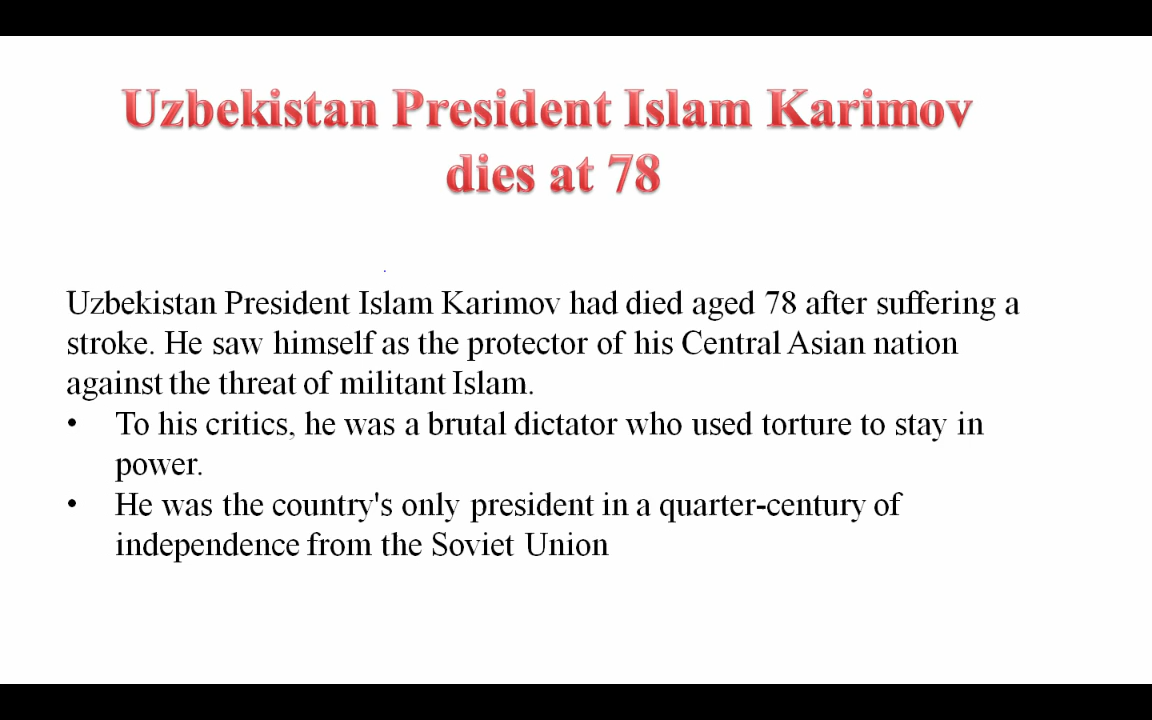 Uzbekistan President Islam Karimov
dies at 78
Uzbekistan President Islam Karimov had died aged 78 after suffering a
stroke. He saw himself as the protector of his Central Asian nation
against the threat of militant Islam.
• To his critics, he was a brutal dictator who used torture to stay in
power.
• He was the country's only president in a quarter-century of
independence from the Soviet Union